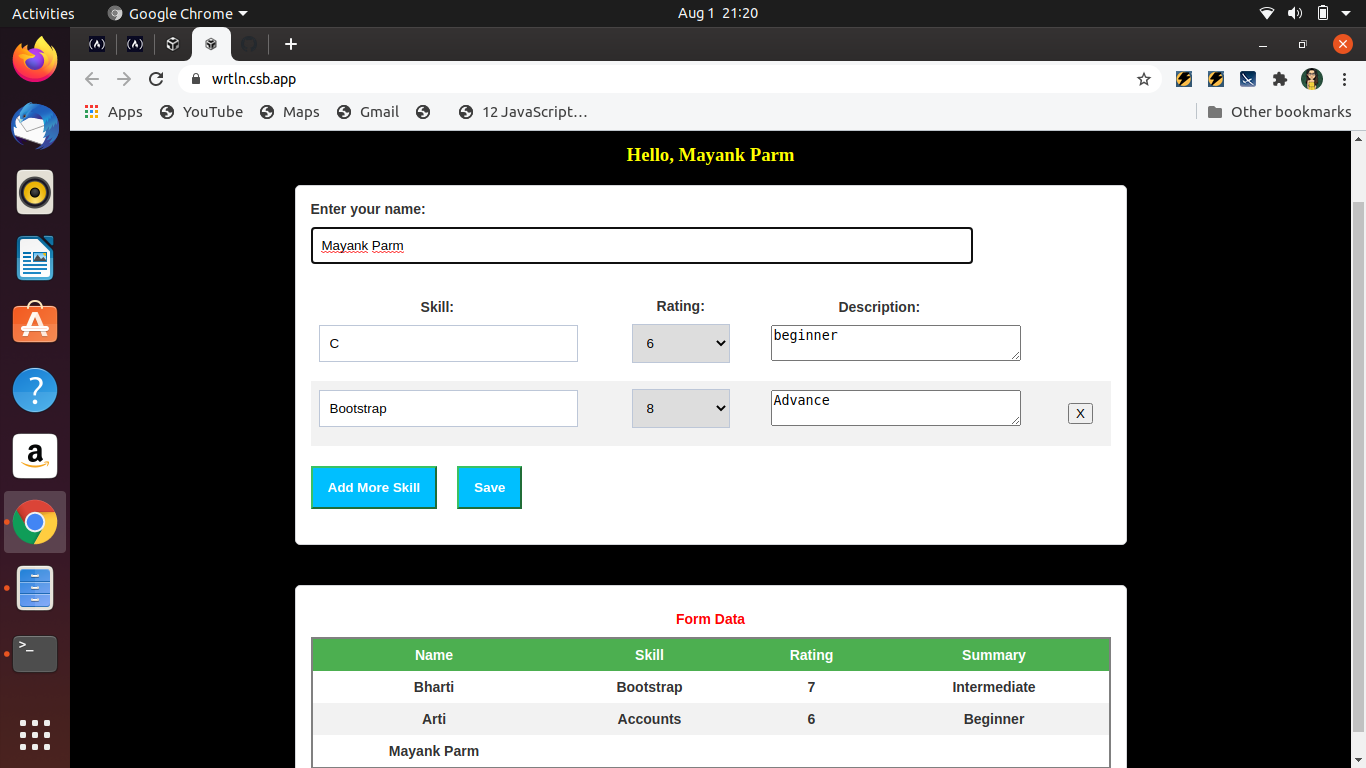 Activities Google Chrome Aug 1 21:20
wrtln.csb.app
Apps YouTube Maps Gmail 12 JavaScript… Other bookmarks
Hello, Mayank Parm
Enter your name:
Mayank Parm
Skill: Rating: Description:
C 6 beginner
Bootstrap 8 Advance X
Add More Skill Save
Form Data
Name Skill Rating Summary
Bharti Bootstrap 7 Intermediate
Arti Accounts 6 Beginner
Mayank Parm